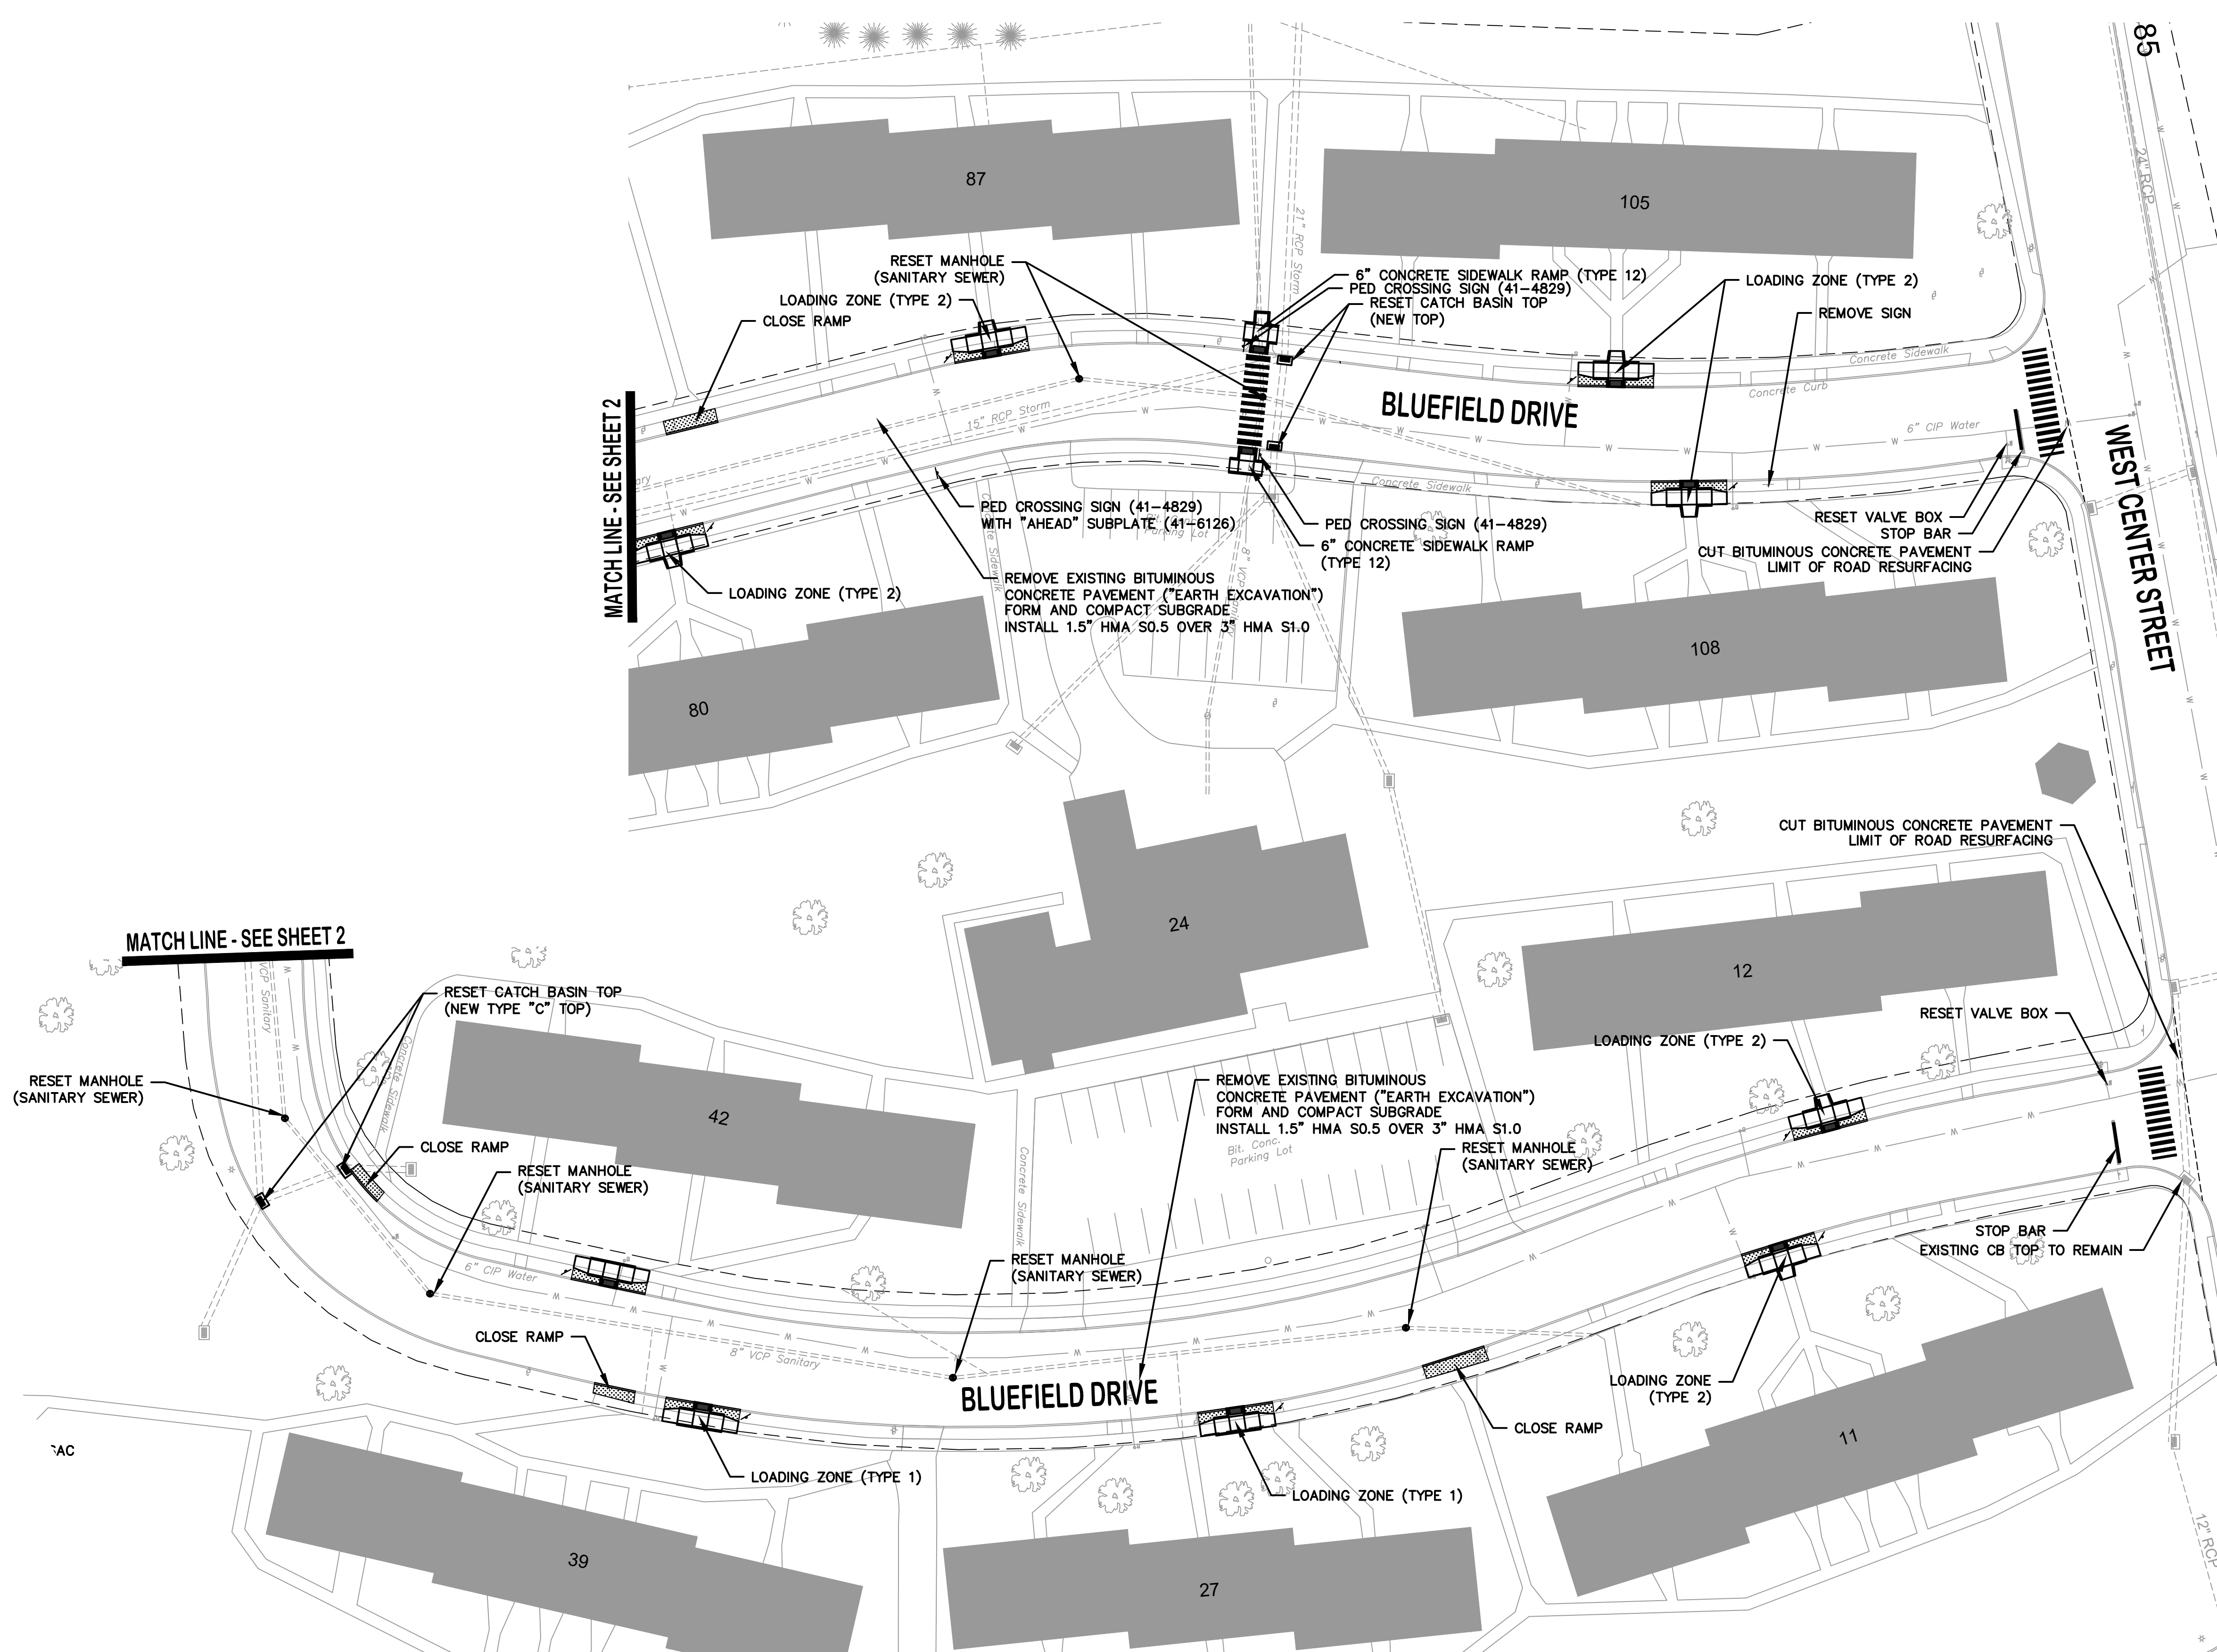 85
24" RCP
87
105
21" RCP Storm
RESET MANHOLE
(SANITARY SEWER)
LOADING ZONE (TYPE 2)
CLOSE RAMP
6" CONCRETE SIDEWALK RAMP (TYPE 12)
PED CROSSING SIGN (41-4829)
RESET CATCH BASIN TOP
(NEW TOP)
LOADING ZONE (TYPE 2)
REMOVE SIGN
Concrete Sidewalk
Concrete Curb
MATCH LINE - SEE SHEET 2
15" RCP Storm
BLUEFIELD DRIVE
6" CIP Water
WEST CENTER STREET
Concrete Sidewalk
PED CROSSING SIGN (41-4829)
WITH "AHEAD" SUBPLATE (41-6126)
Concrete Sidewalk
Parking Lot
8" VCP Sanitary
PED CROSSING SIGN (41-4829)
6" CONCRETE SIDEWALK RAMP
(TYPE 12)
RESET VALVE BOX
STOP BAR
CUT BITUMINOUS CONCRETE PAVEMENT
LIMIT OF ROAD RESURFACING
LOADING ZONE (TYPE 2)
REMOVE EXISTING BITUMINOUS
CONCRETE PAVEMENT ("EARTH EXCAVATION")
FORM AND COMPACT SUBGRADE
INSTALL 1.5" HMA S0.5 OVER 3" HMA S1.0
80
108
CUT BITUMINOUS CONCRETE PAVEMENT
LIMIT OF ROAD RESURFACING
24
12
MATCH LINE - SEE SHEET 2
VCP Sanitary
RESET CATCH BASIN TOP
(NEW TYPE "C" TOP)
Concrete Sidewalk
RESET VALVE BOX
LOADING ZONE (TYPE 2)
RESET MANHOLE
(SANITARY SEWER)
42
CLOSE RAMP
RESET MANHOLE
(SANITARY SEWER)
REMOVE EXISTING BITUMINOUS
CONCRETE PAVEMENT ("EARTH EXCAVATION")
FORM AND COMPACT SUBGRADE
INSTALL 1.5" HMA S0.5 OVER 3" HMA S1.0
Bit. Conc.
Parking Lot
RESET MANHOLE
(SANITARY SEWER)
Concrete Sidewalk
6" CIP Water
RESET MANHOLE
(SANITARY SEWER)
STOP BAR
EXISTING CB TOP TO REMAIN
CLOSE RAMP
8" VCP Sanitary
BLUEFIELD DRIVE
LOADING ZONE
(TYPE 2)
CLOSE RAMP
11
LOADING ZONE (TYPE 1)
LOADING ZONE (TYPE 1)
12" RCP
39
27